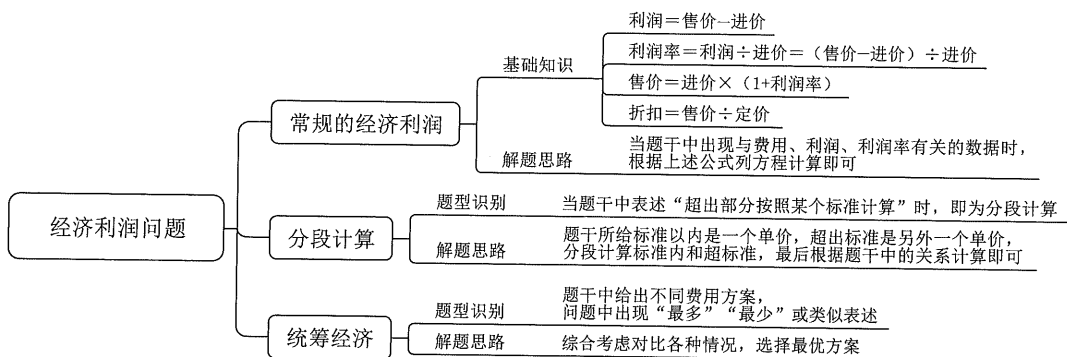 经济利润问题
常规的经济利润
基础知识
利润＝售价—进价
利润率＝利润÷进价＝（售价—进价）÷进价
售价＝进价×（1+利润率）
折扣＝售价÷定价
解题思路
当题干中出现与费用、利润、利润率有关的数据时，
根据上述公式列方程计算即可
分段计算
题型识别
当题干中表述“超出部分按照某个标准计算”时，即为分段计算
解题思路
题干所给标准以内是一个单价，超出标准是另外一个单价，
分段计算标准内和超标准，最后根据题干中的关系计算即可
统筹经济
题型识别
题干中给出不同费用方案，
问题中出现“最多”“最少”或类似表述
解题思路
综合考虑对比各种情况，选择最优方案